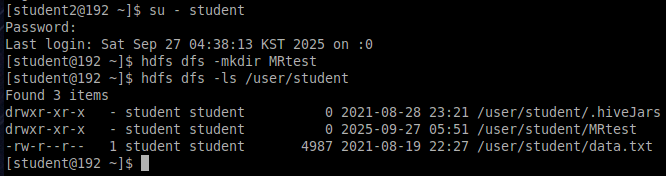 [student2@192 ~]$ su - student
Password:
Last login: Sat Sep 27 04:38:13 KST 2025 on :0
[student@192 ~]$ hdfs dfs -mkdir MRtest
[student@192 ~]$ hdfs dfs -ls /user/student
Found 3 items
drwxr-xr-x   - student student          0 2021-08-28 23:21 /user/student/.hiveJars
drwxr-xr-x   - student student          0 2025-09-27 05:51 /user/student/MRtest
-rw-r--r--   1 student student       4987 2021-08-19 22:27 /user/student/data.txt
[student@192 ~]$